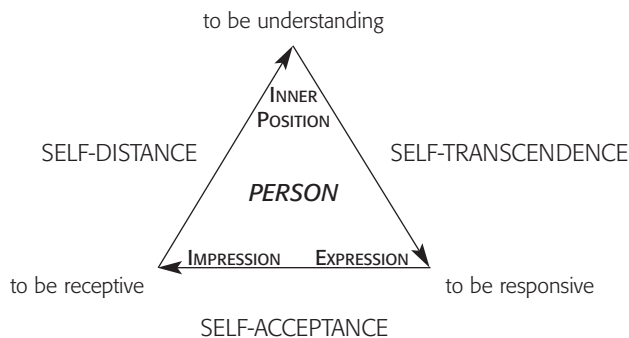 to be understanding
INNER
POSITION
SELF-DISTANCE
SELF-TRANSCENDENCE
PERSON
IMPRESSION
EXPRESSION
to be receptive
to be responsive
SELF-ACCEPTANCE